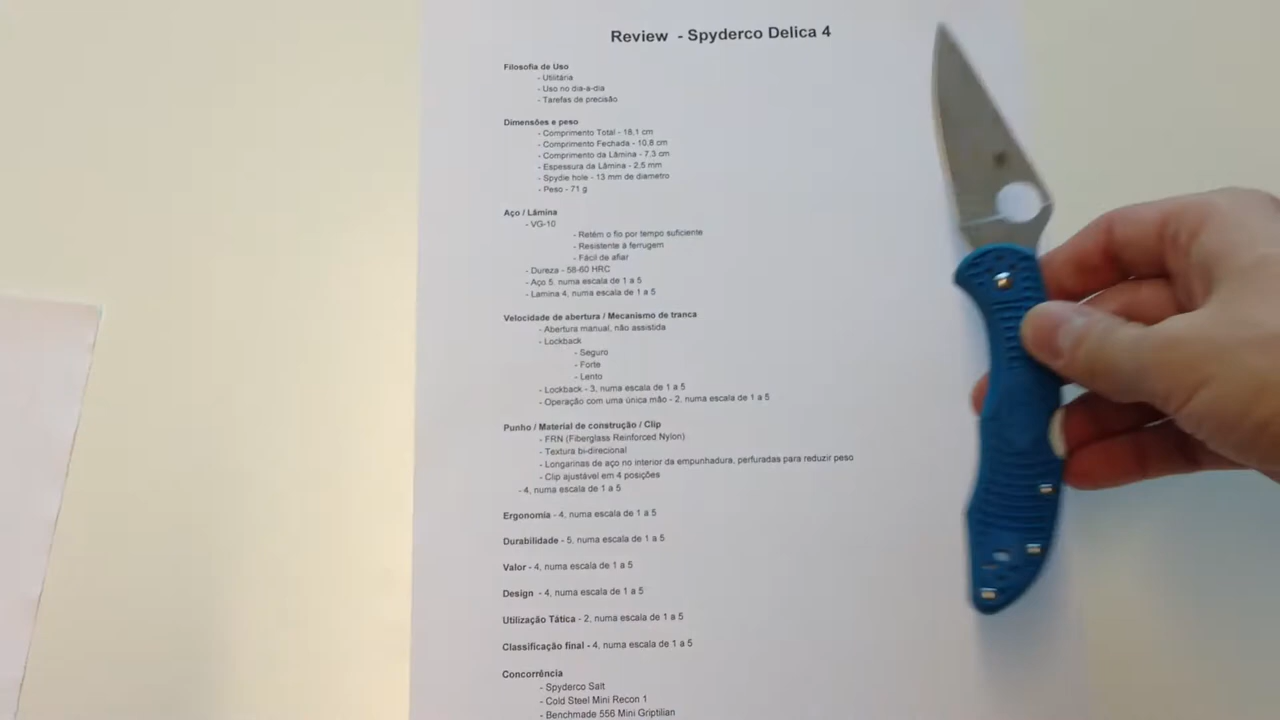 Review - Spyderco Delica 4
Filosofia de Uso
- Utilitária
- Uso no dia-a-dia
- Tarefas de precisão
Dimensões e peso
- Comprimento Total - 18,1 cm
- Comprimento Fechada - 10,8 cm
- Comprimento da Lâmina - 7,3 cm
- Espessura da Lâmina - 2,5 mm
- Spydie hole - 13 mm de diametro
- Peso - 71 g
Aço / Lâmina
- VG-10
- Retém o fio por tempo suficiente
- Resistente à ferrugem
- Fácil de afiar
- Dureza - 58-60 HRC
- Aço 5, numa escala de 1 a 5
- Lamina 4, numa escala de 1 a 5
Velocidade de abertura / Mecanismo de tranca
- Abertura manual, não assistida
- Lockback
- Seguro
- Forte
- Lento
- Lockback - 3, numa escala de 1 a 5
- Operação com uma única mão - 2, numa escala de 1 a 5
Punho / Material de construção / Clip
- FRN (Fiberglass Reinforced Nylon)
- Textura bi-direcional
- Longarinas de aço no interior da empunhadura, perfuradas para reduzir peso
- Clip ajustável em 4 posições
- 4, numa escala de 1 a 5
Ergonomia - 4, numa escala de 1 a 5
Durabilidade - 5, numa escala de 1 a 5
Valor - 4, numa escala de 1 a 5
Design - 4, numa escala de 1 a 5
Utilização Tática - 2, numa escala de 1 a 5
Classificação final - 4, numa escala de 1 a 5
Concorrência
- Spyderco Salt
- Cold Steel Mini Recon 1
- Benchmade 556 Mini Griptilian